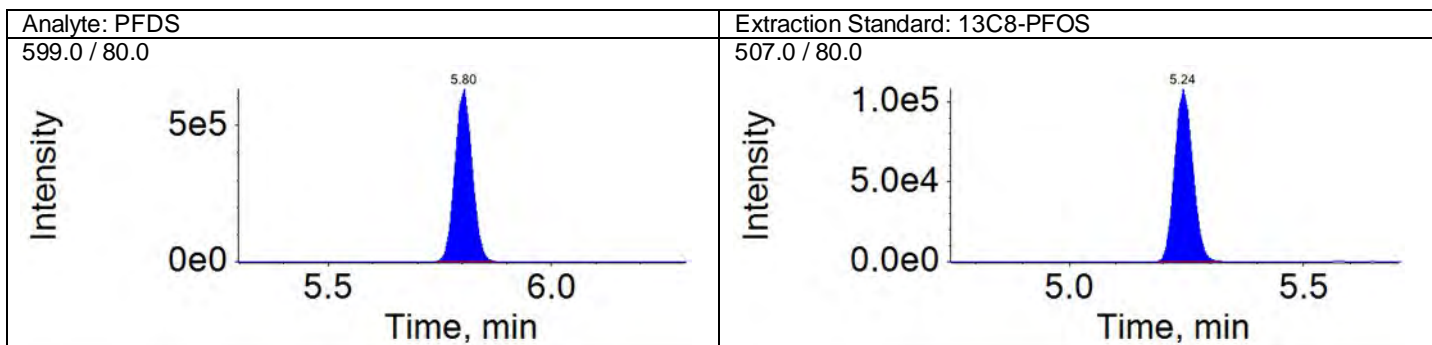 Analyte: PFDS
599.0 / 80.0
5.80
5e5
0e0
Intensity
5.5 6.0
Time, min
Extraction Standard: 13C8-PFOS
507.0 / 80.0
5.24
1.0e5
5.0e4
0.0e0
Intensity
5.0 5.5
Time, min